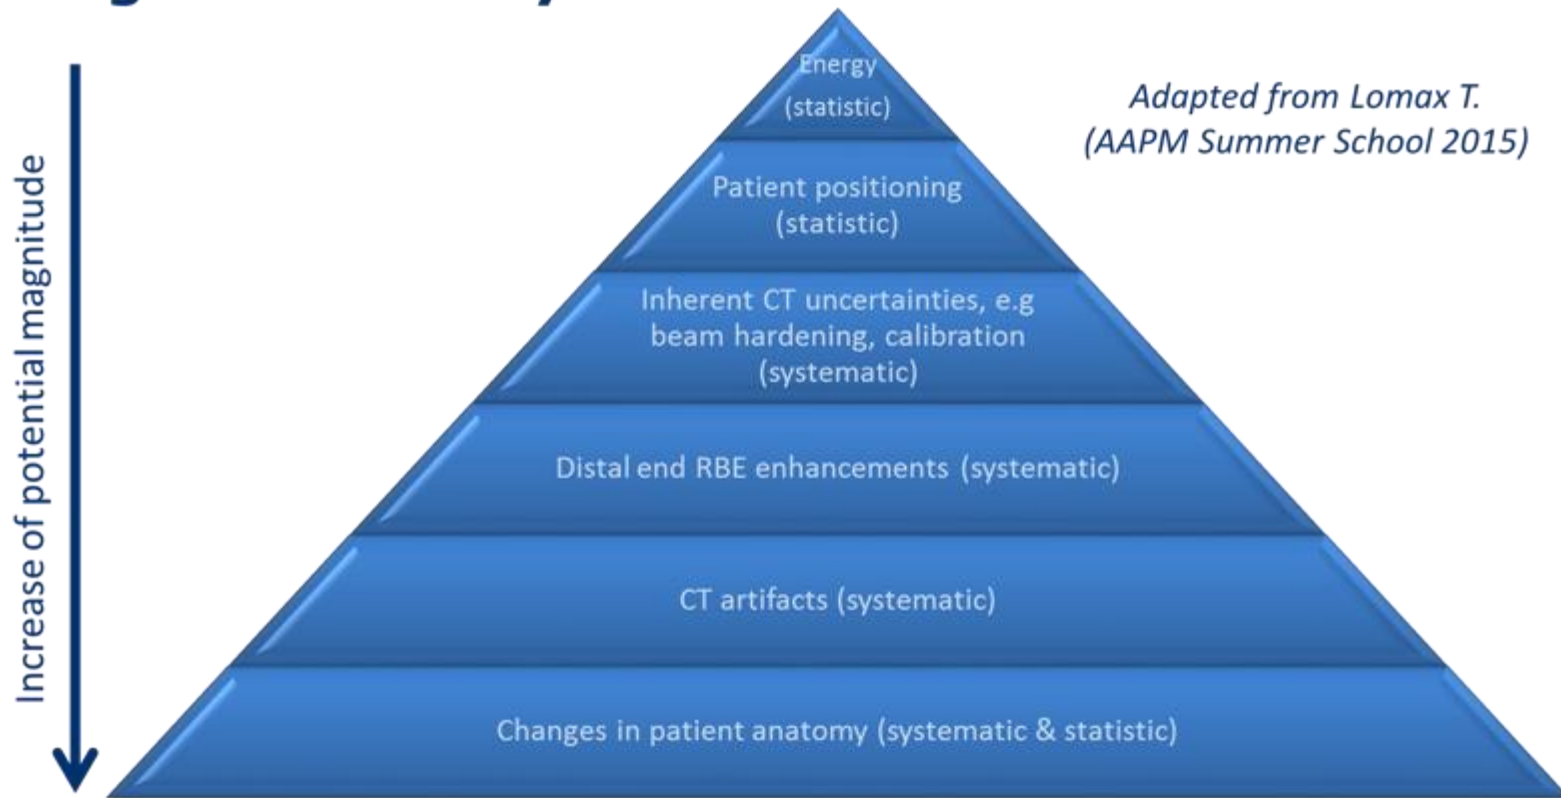 Adapted from Lomax T.
(AAPM Summer School 2015)
Increase of potential magnitude
Energy
(statistic)
Patient positioning
(statistic)
Inherent CT uncertainties, e.g
beam hardening, calibration
(systematic)
Distal end RBE enhancements (systematic)
CT artifacts (systematic)
Changes in patient anatomy (systematic & statistic)